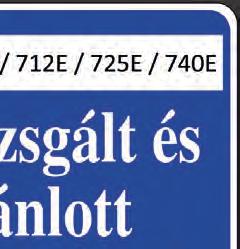 / 712E / 725E / 740E
zsgált és
ánlott